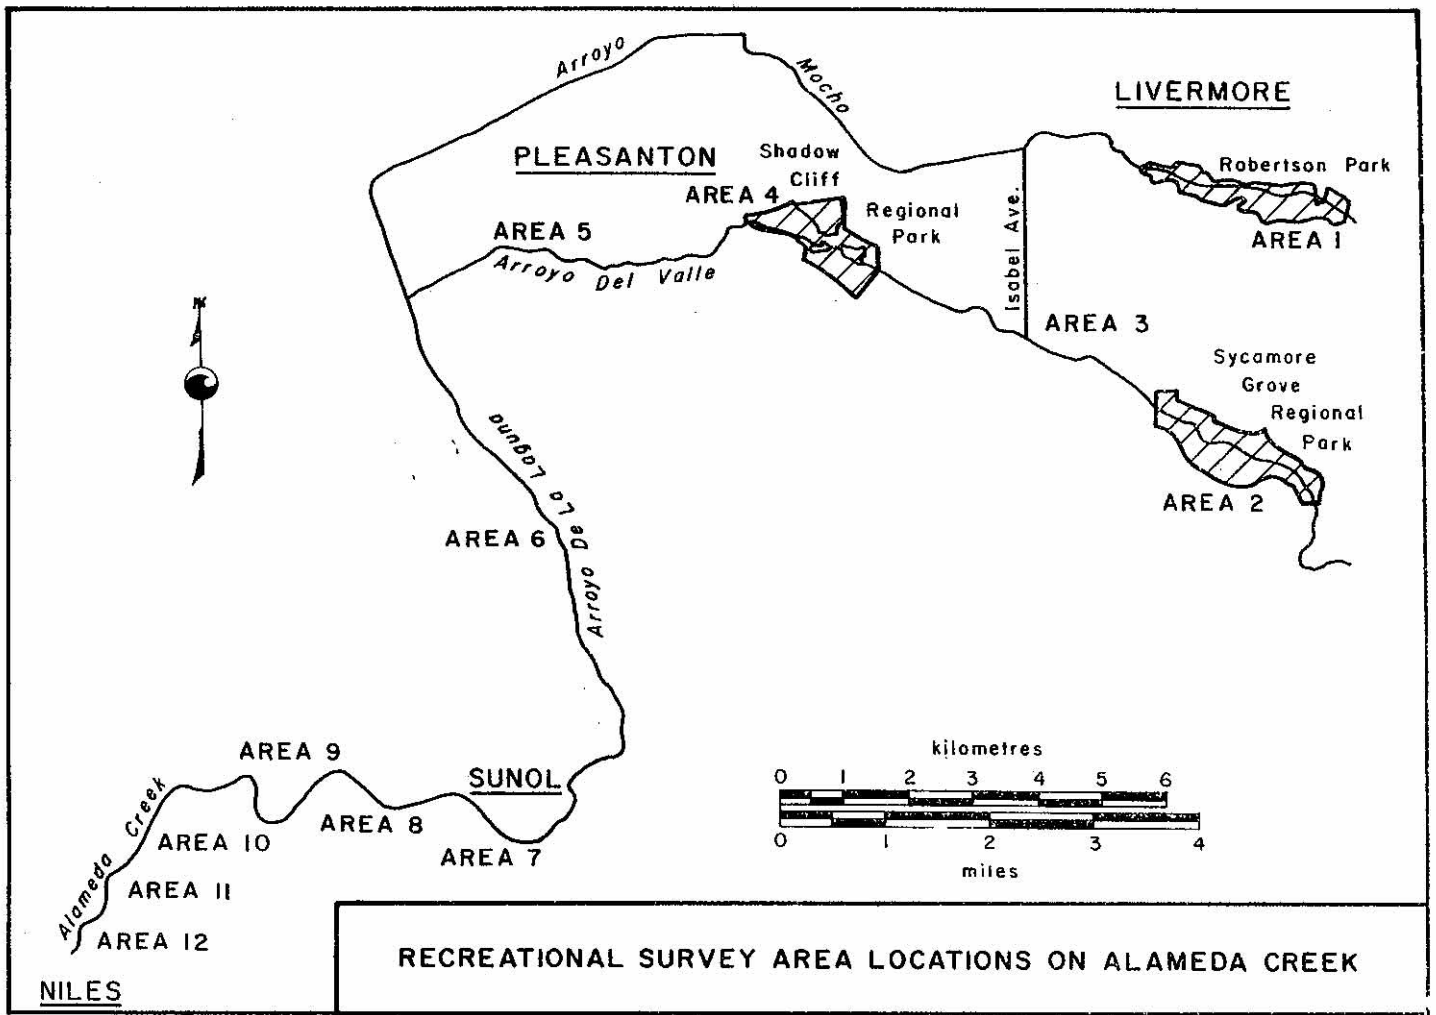 Arroyo
Mocho
LIVERMORE
PLEASANTON
Shadow
Cliff
Regional
Park
Robertson Park
AREA 1
AREA 4
AREA 5
Arroyo Del Valle
Isabel Ave.
AREA 3
Sycamore
Grove
Regional
Park
AREA 2
N
Arroyo De La Laguna
AREA 6
AREA 9
SUNOL
Alameda Creek
AREA 8
AREA 10
AREA 7
AREA 11
AREA 12
NILES
kilometres
0 1 2 3 4 5 6
0 1 2 3 4
miles
RECREATIONAL SURVEY AREA LOCATIONS ON ALAMEDA CREEK